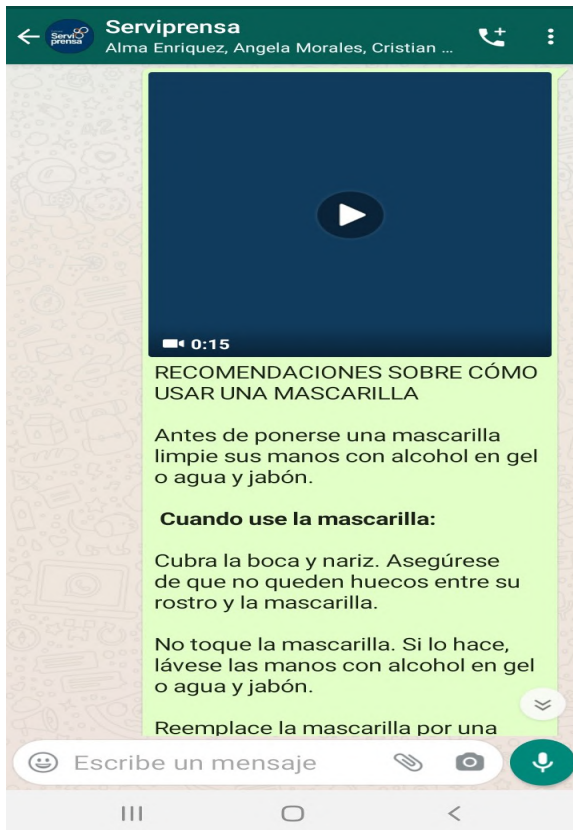 Servi
prensa
Serviprensa
Alma Enriquez, Angela Morales, Cristian ...
0:15
RECOMENDACIONES SOBRE CÓMO
USAR UNA MASCARILLA
Antes de ponerse una mascarilla
limpie sus manos con alcohol en gel
o agua y jabón.
Cuando use la mascarilla:
Cubra la boca y nariz. Asegúrese
de que no queden huecos entre su
rostro y la mascarilla.
No toque la mascarilla. Si lo hace,
lávese las manos con alcohol en gel
o agua y jabón.
Reemplace la mascarilla por una
Escribe un mensaje